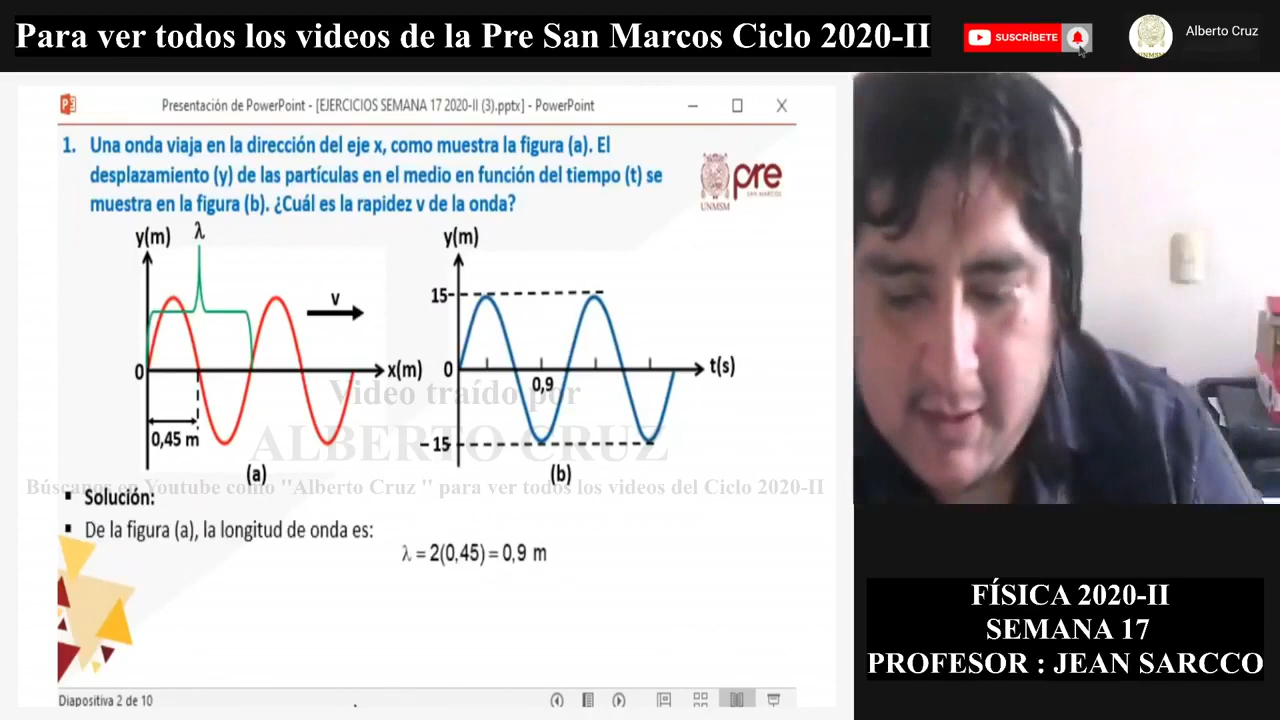 Para ver todos los videos de la Pre San Marcos Ciclo 2020-II
SUSCRÍBETE
Alberto Cruz
UNMSM
Presentación de PowerPoint - [EJERCICIOS SEMANA 17 2020-II (3).pptx] - PowerPoint
1. Una onda viaja en la dirección del eje x, como muestra la figura (a). El
desplazamiento (y) de las partículas en el medio en función del tiempo (t) se
muestra en la figura (b). ¿Cuál es la rapidez v de la onda?
pre
SAN MARCOS
UNMSM
y(m)
λ
v
0
x(m)
0,45 m
(a)
y(m)
15
0
t(s)
0,9
– 15
(b)
Video traído por
ALBERTO CRUZ
Búscanos en Youtube como "Alberto Cruz " para ver todos los videos del Ciclo 2020-II
▪ Solución:
▪ De la figura (a), la longitud de onda es:
λ = 2(0,45) = 0,9 m
Diapositiva 2 de 10
FÍSICA 2020-II
SEMANA 17
PROFESOR : JEAN SARCCO